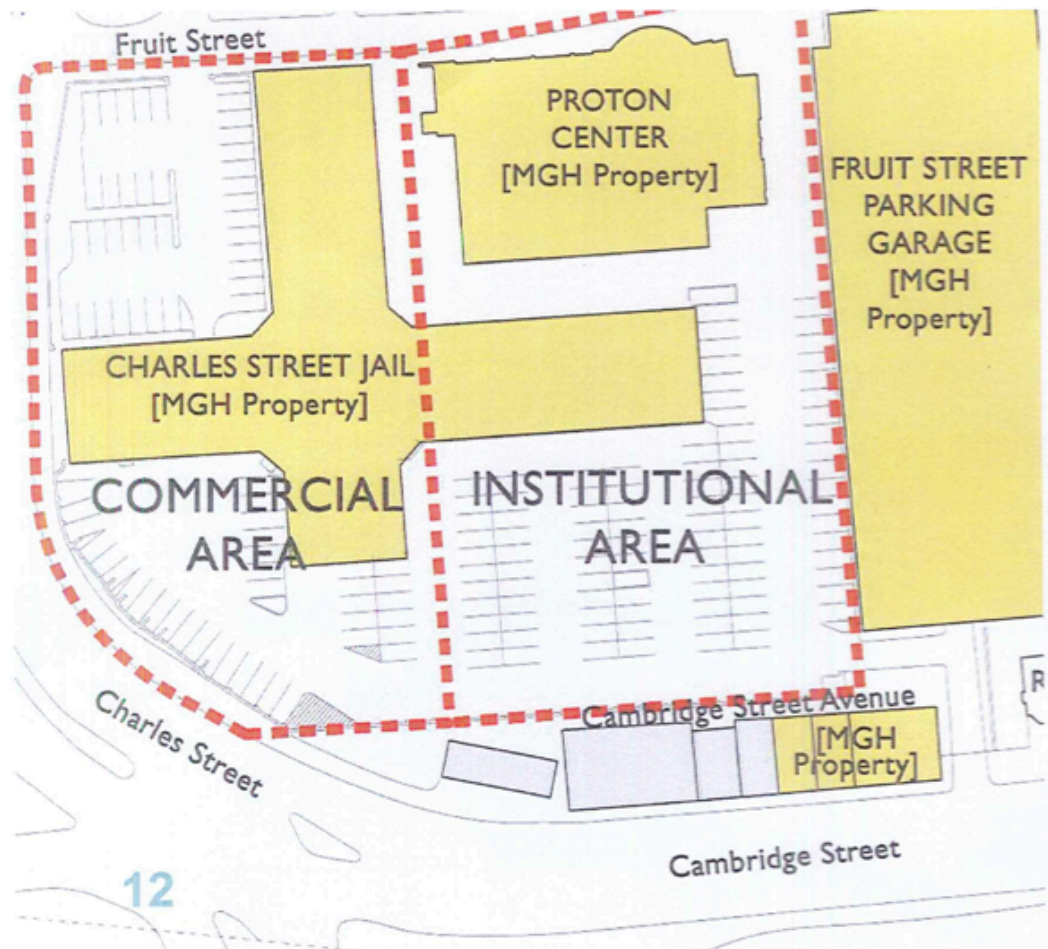 Fruit Street
PROTON
CENTER
[MGH Property]
FRUIT STREET
PARKING
GARAGE
[MGH
Property]
CHARLES STREET JAIL
[MGH Property]
COMMERCIAL
AREA
INSTITUTIONAL
AREA
R
Cambridge Street Avenue
[MGH
Property]
Charles Street
Cambridge Street
12